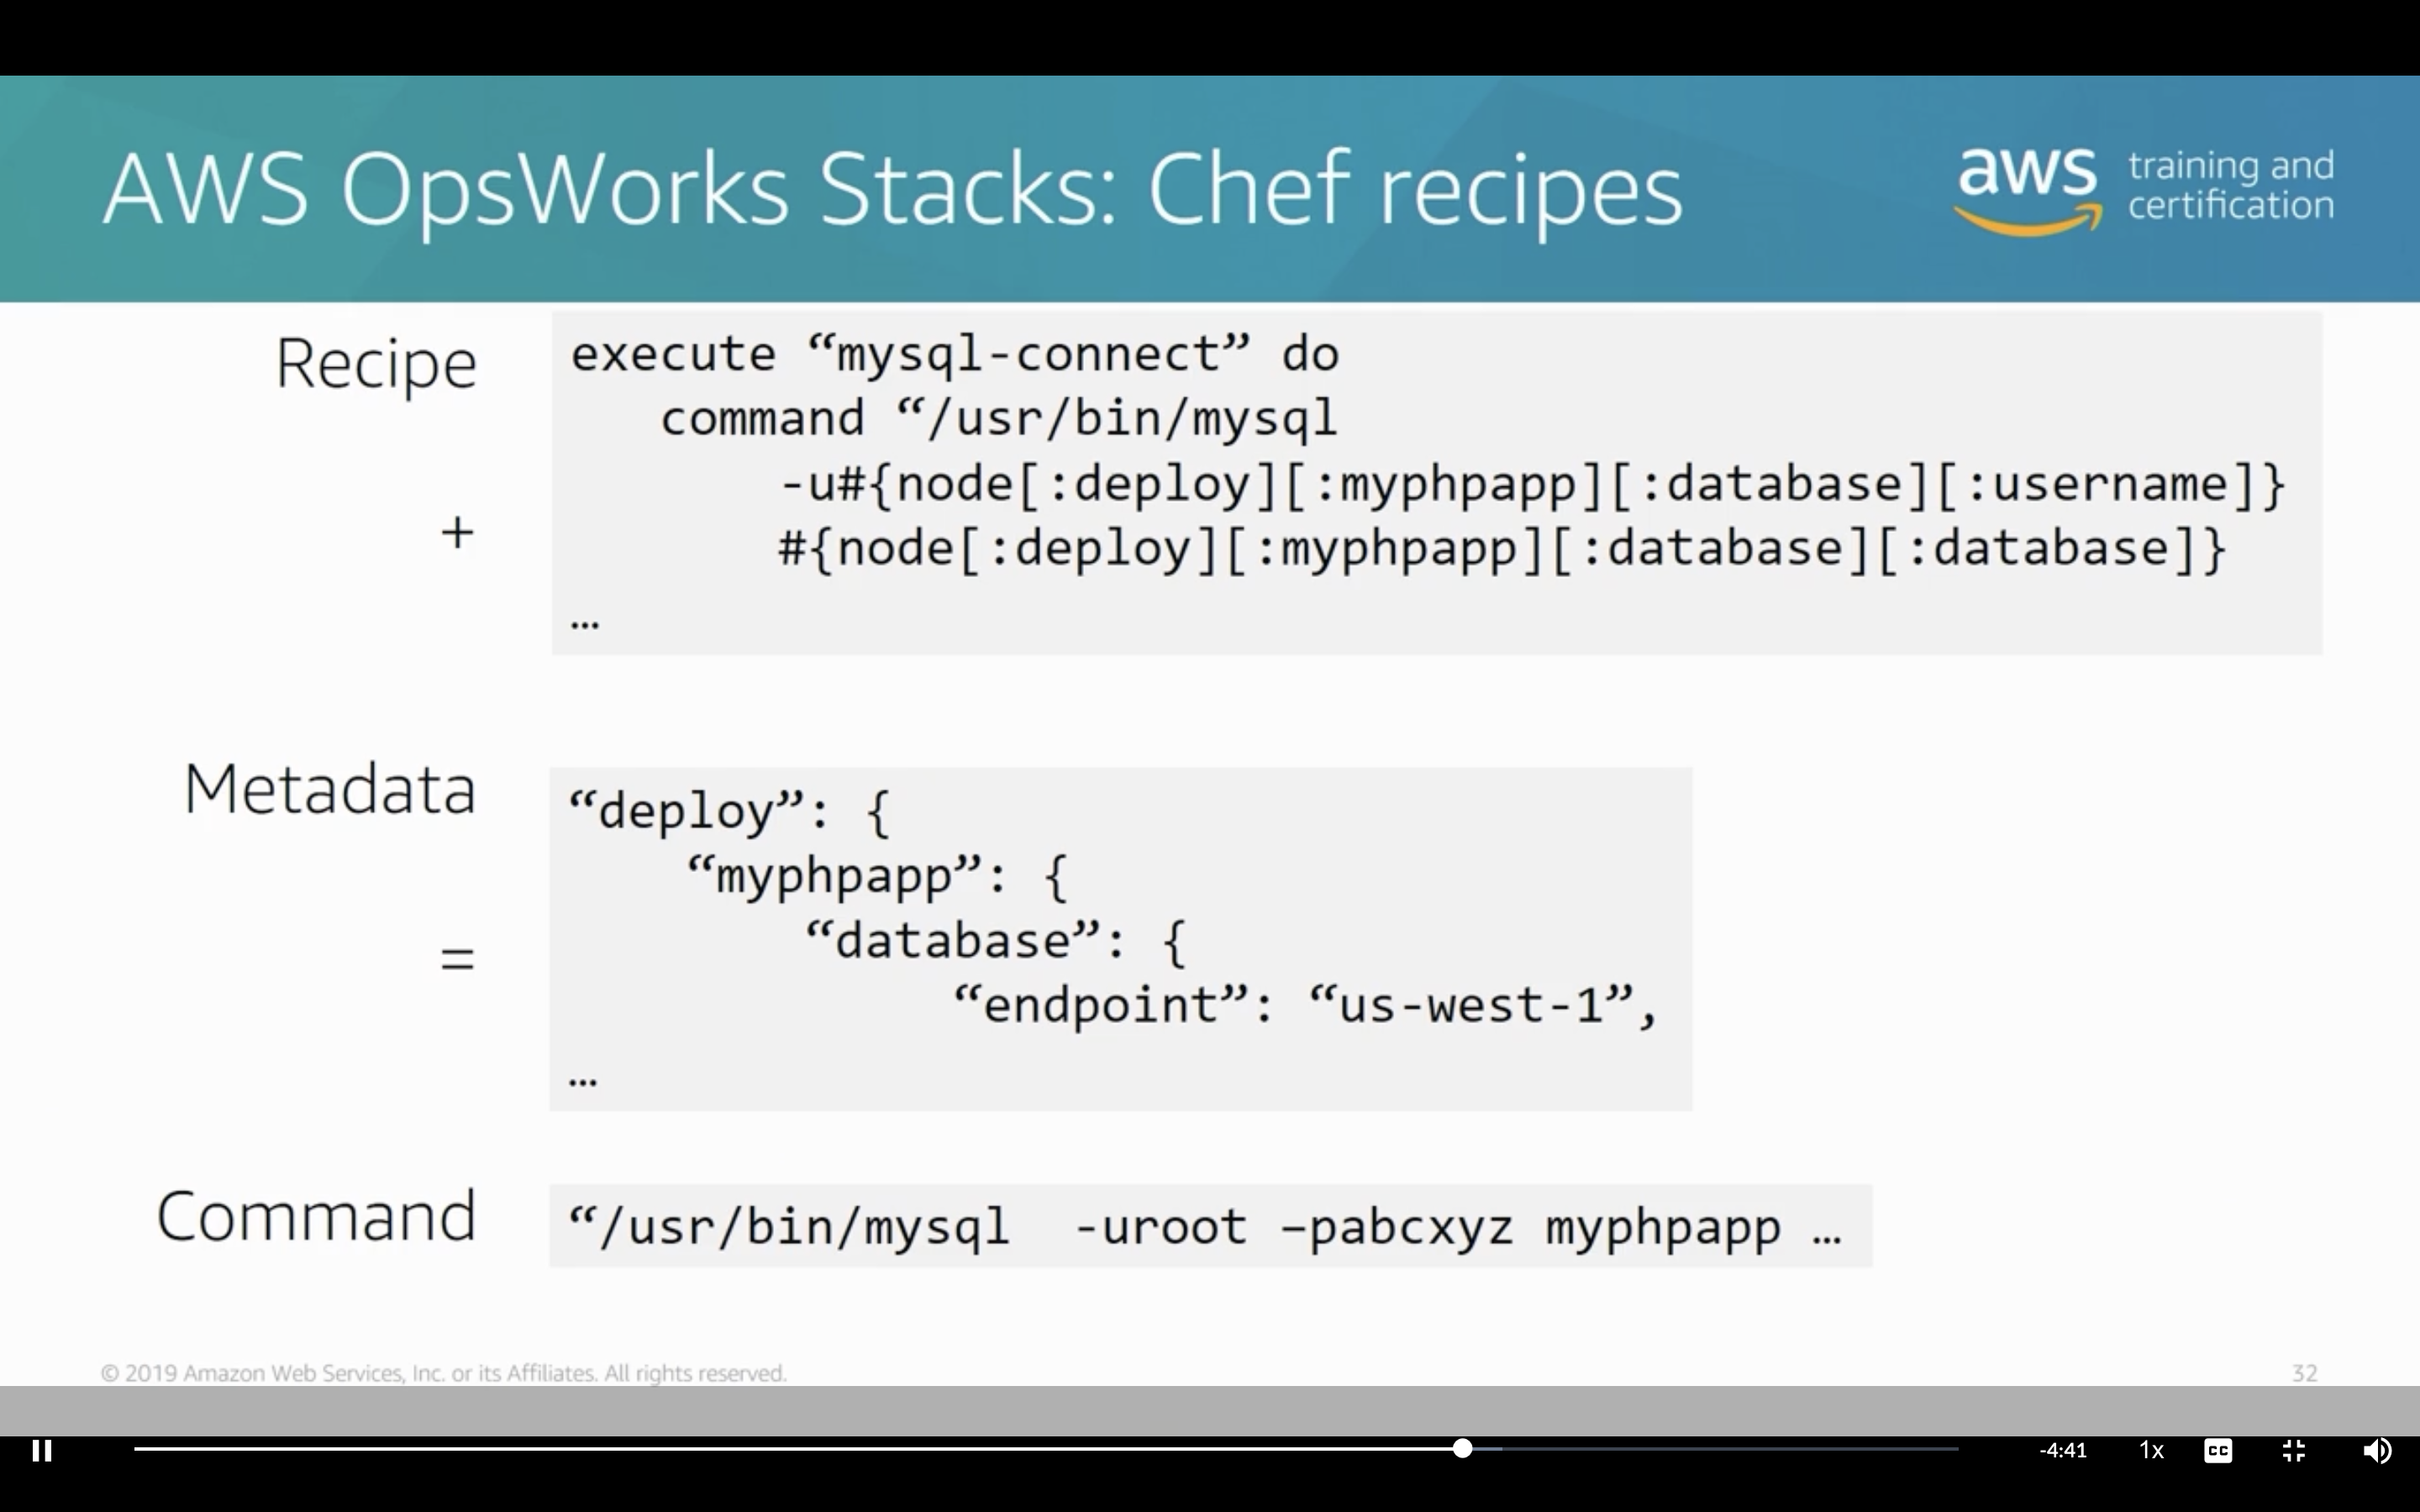 AWS OpsWorks Stacks: Chef recipes
aws training and
certification
Recipe
+
execute “mysql-connect” do
command “/usr/bin/mysql
-u#{node[:deploy][:myphpapp][:database][:username]}
#{node[:deploy][:myphpapp][:database][:database]}
…
Metadata
=
“deploy”: {
“myphpapp”: {
“database”: {
“endpoint”: “us-west-1”,
…
Command
“/usr/bin/mysql  -uroot –pabcxyz myphpapp …
© 2019 Amazon Web Services, Inc. or its Affiliates. All rights reserved.
32
-4:41
1x
CC